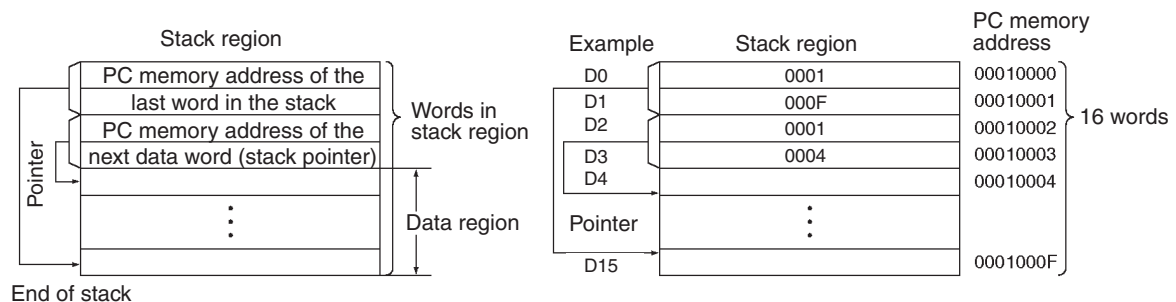 Stack region
PC memory address of the
last word in the stack
PC memory address of the
next data word (stack pointer)
Pointer
Words in
stack region
Data region
End of stack
Example
Stack region
PC memory
address
D0
0001
00010000
D1
000F
00010001
D2
0001
00010002
D3
0004
00010003
D4
00010004
Pointer
D15
0001000F
16 words